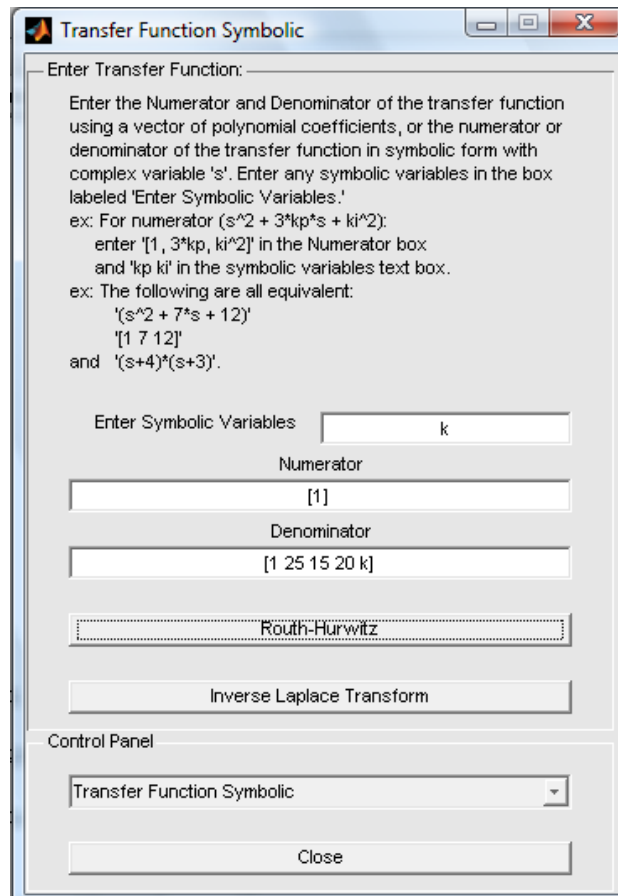 Transfer Function Symbolic
Enter Transfer Function:
Enter the Numerator and Denominator of the transfer function
using a vector of polynomial coefficients, or the numerator or
denominator of the transfer function in symbolic form with
complex variable 's'. Enter any symbolic variables in the box
labeled 'Enter Symbolic Variables.'
ex: For numerator (s^2 + 3*kp*s + ki^2):
enter '[1, 3*kp, ki^2]' in the Numerator box
and 'kp ki' in the symbolic variables text box.
ex: The following are all equivalent:
'(s^2 + 7*s + 12)'
'[1 7 12]'
and '(s+4)*(s+3)'.
Enter Symbolic Variables k
Numerator
[1]
Denominator
[1 25 15 20 k]
Routh-Hurwitz
Inverse Laplace Transform
Control Panel
Transfer Function Symbolic
Close